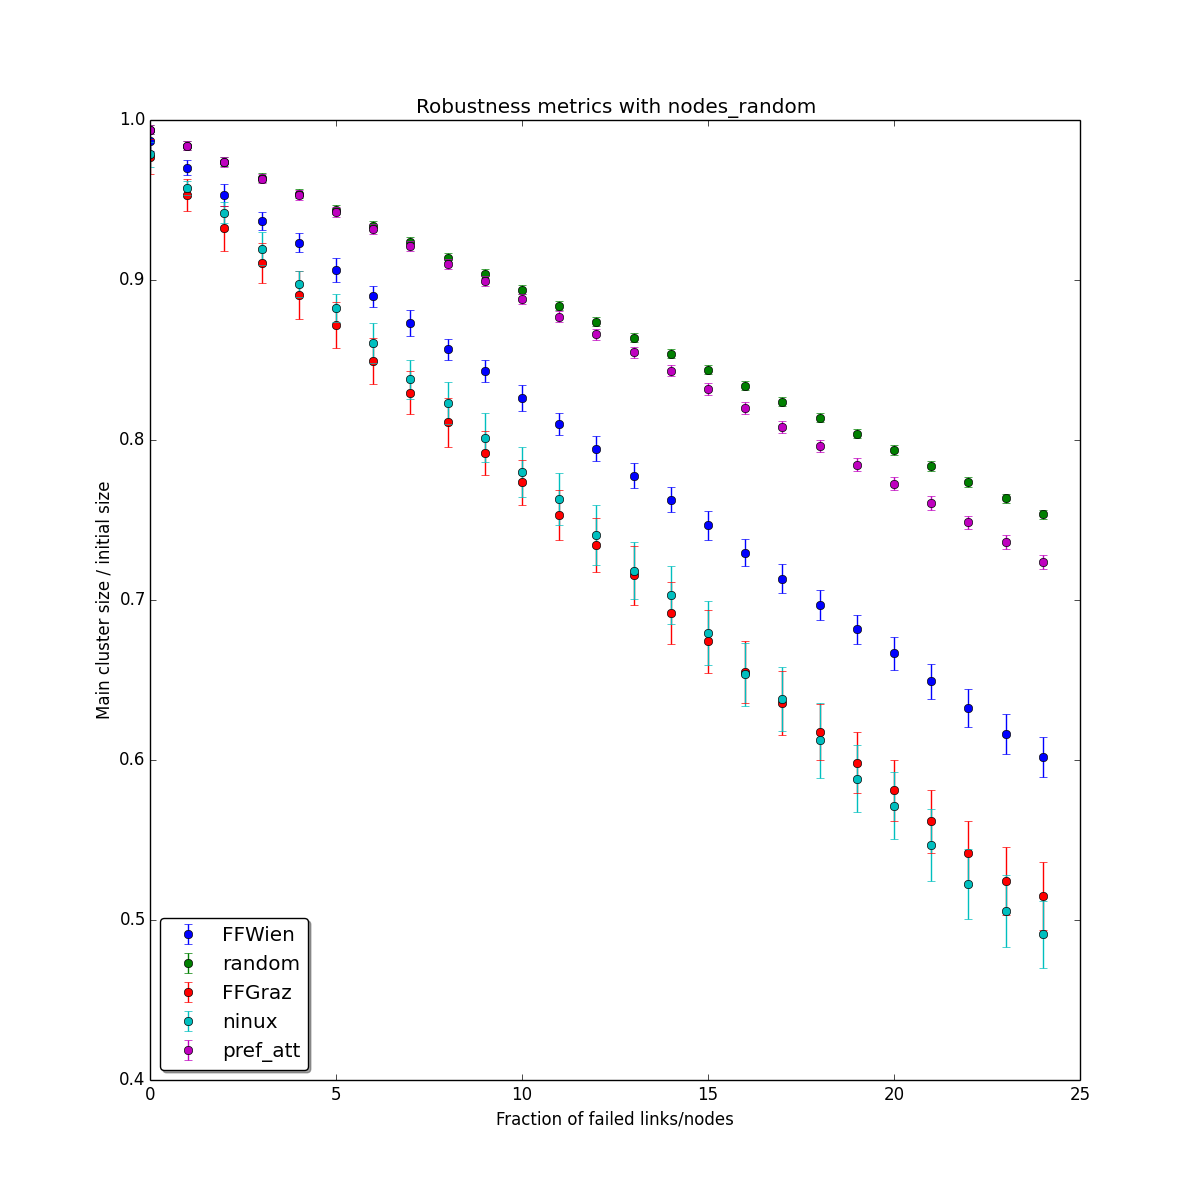 Robustness metrics with nodes_random
1.0
0.9
0.8
0.7
0.6
0.5
0.4
Main cluster size / initial size
FFWien
random
FFGraz
ninux
pref_att
0 5 10 15 20 25
Fraction of failed links/nodes